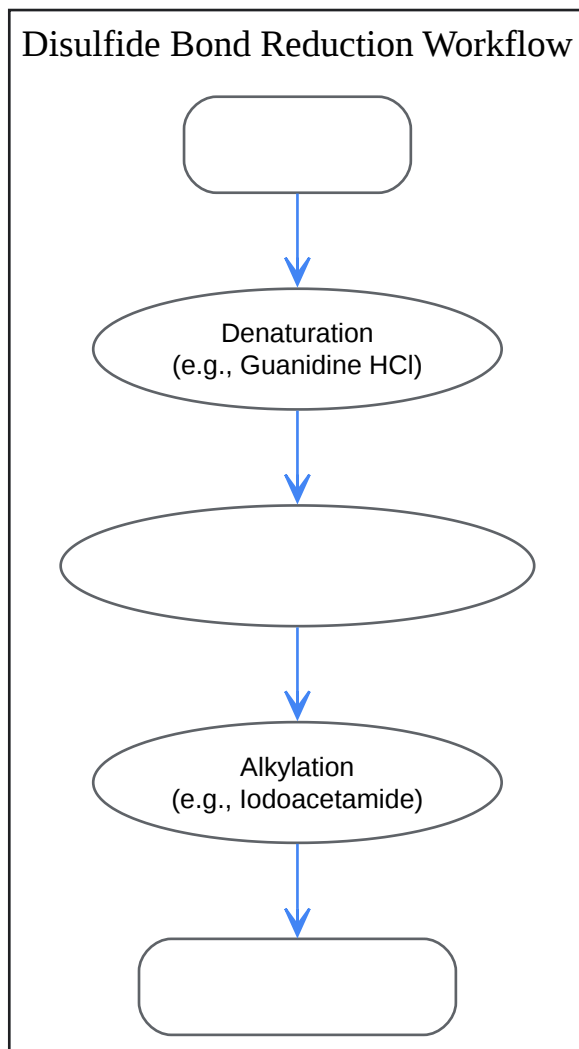 Disulfide Bond Reduction Workflow
Denaturation
(e.g., Guanidine HCl)
Alkylation
(e.g., Iodoacetamide)